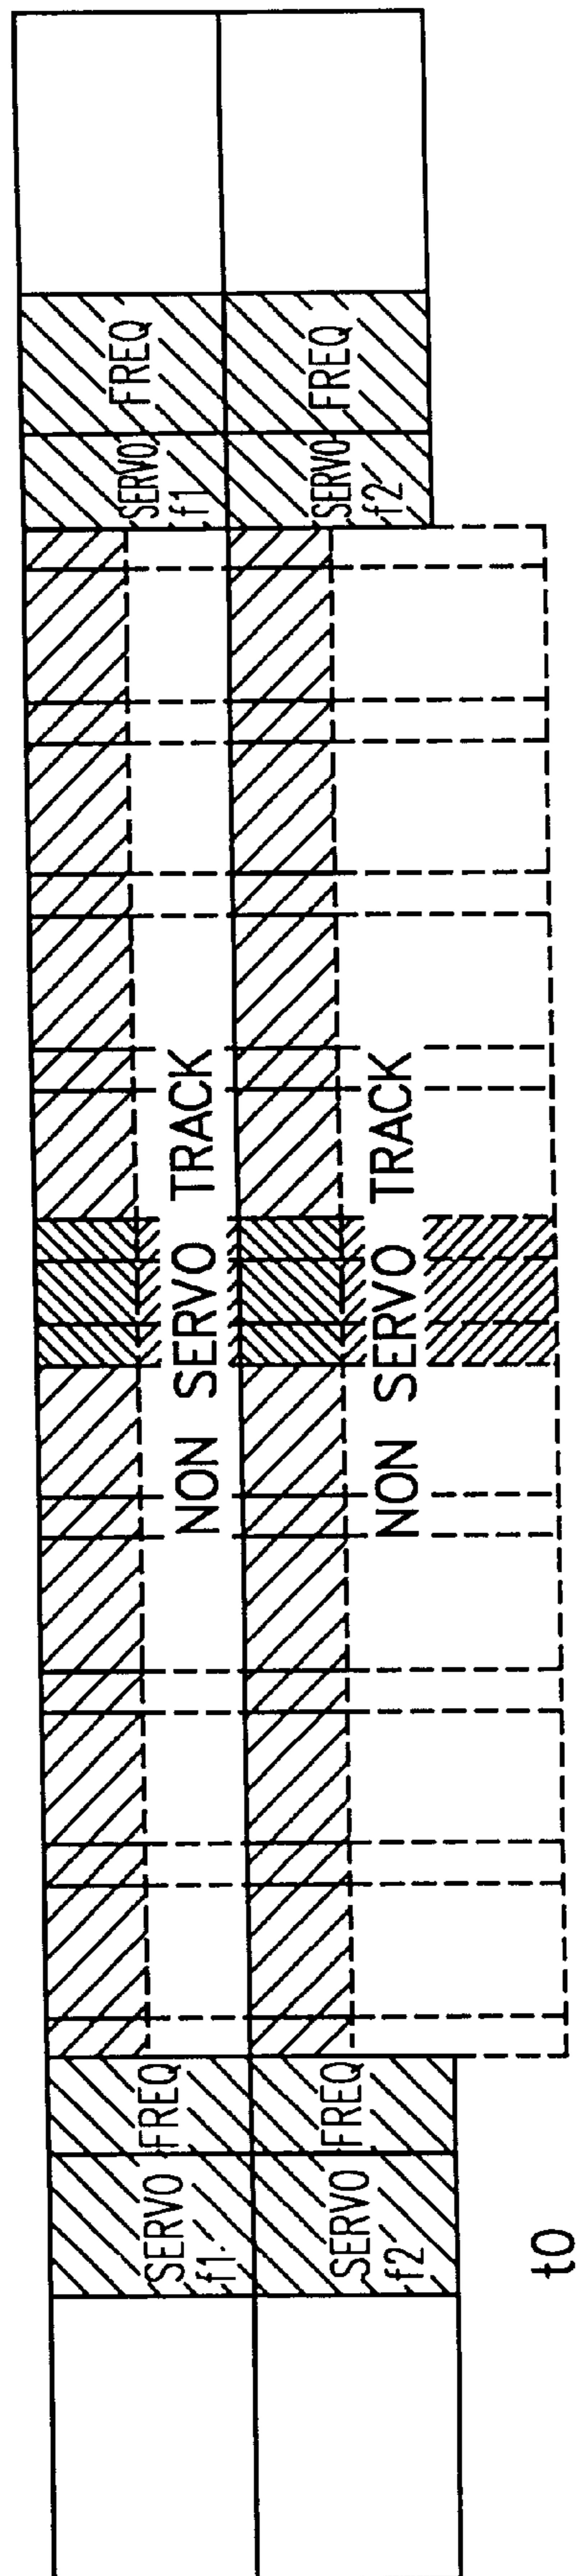 SERVO FREQ
f1
NON SERVO TRACK
SERVO FREQ
f1
SERVO FREQ
f2
NON SERVO TRACK
SERVO FREQ
f2
t0